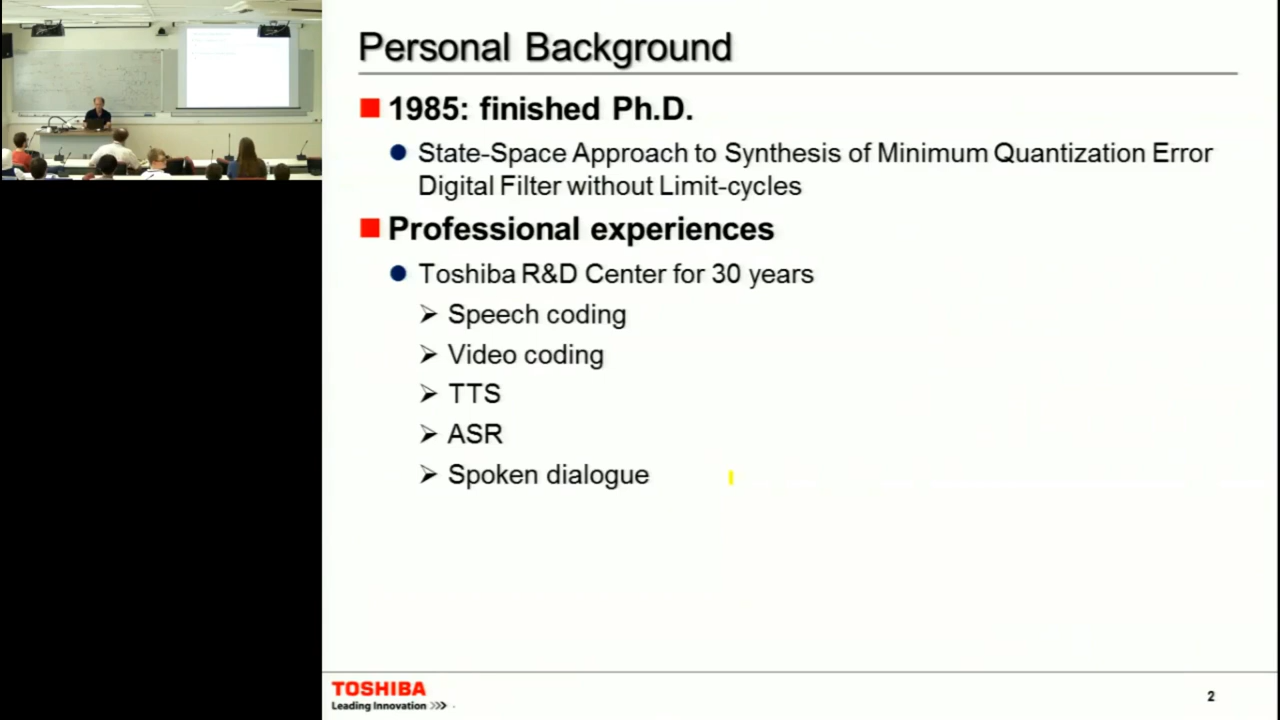 Personal Background
1985: finished Ph.D.
State-Space Approach to Synthesis of Minimum Quantization Error
Digital Filter without Limit-cycles
Professional experiences
Toshiba R&D Center for 30 years
Speech coding
Video coding
TTS
ASR
Spoken dialogue
TOSHIBA
Leading Innovation >>>
2